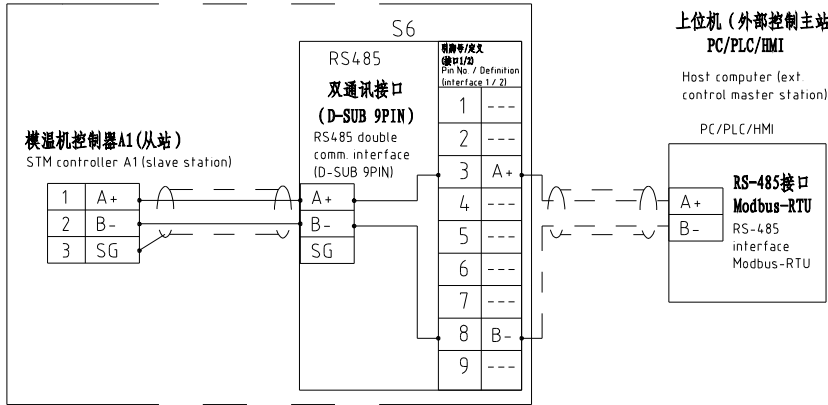 S6
RS485
双通讯接口
(D-SUB 9PIN)
RS485 double
comm. interface
(D-SUB 9PIN)
引脚号/定义
(接口1/2)
Pin No. / Definition
(interface 1 / 2)
1 ---
2 ---
3 A+
4 ---
5 ---
6 ---
7 ---
8 B-
9 ---
模温机控制器A1(从站)
STM controller A1(slave station)
1 A+
2 B-
3 SG
A+
B-
SG
上位机(外部控制主站
PC/PLC/HMI
Host computer (ext.
control master station)
PC/PLC/HMI
A+
B-
RS-485接口
Modbus-RTU
RS-485
interface
Modbus-RTU